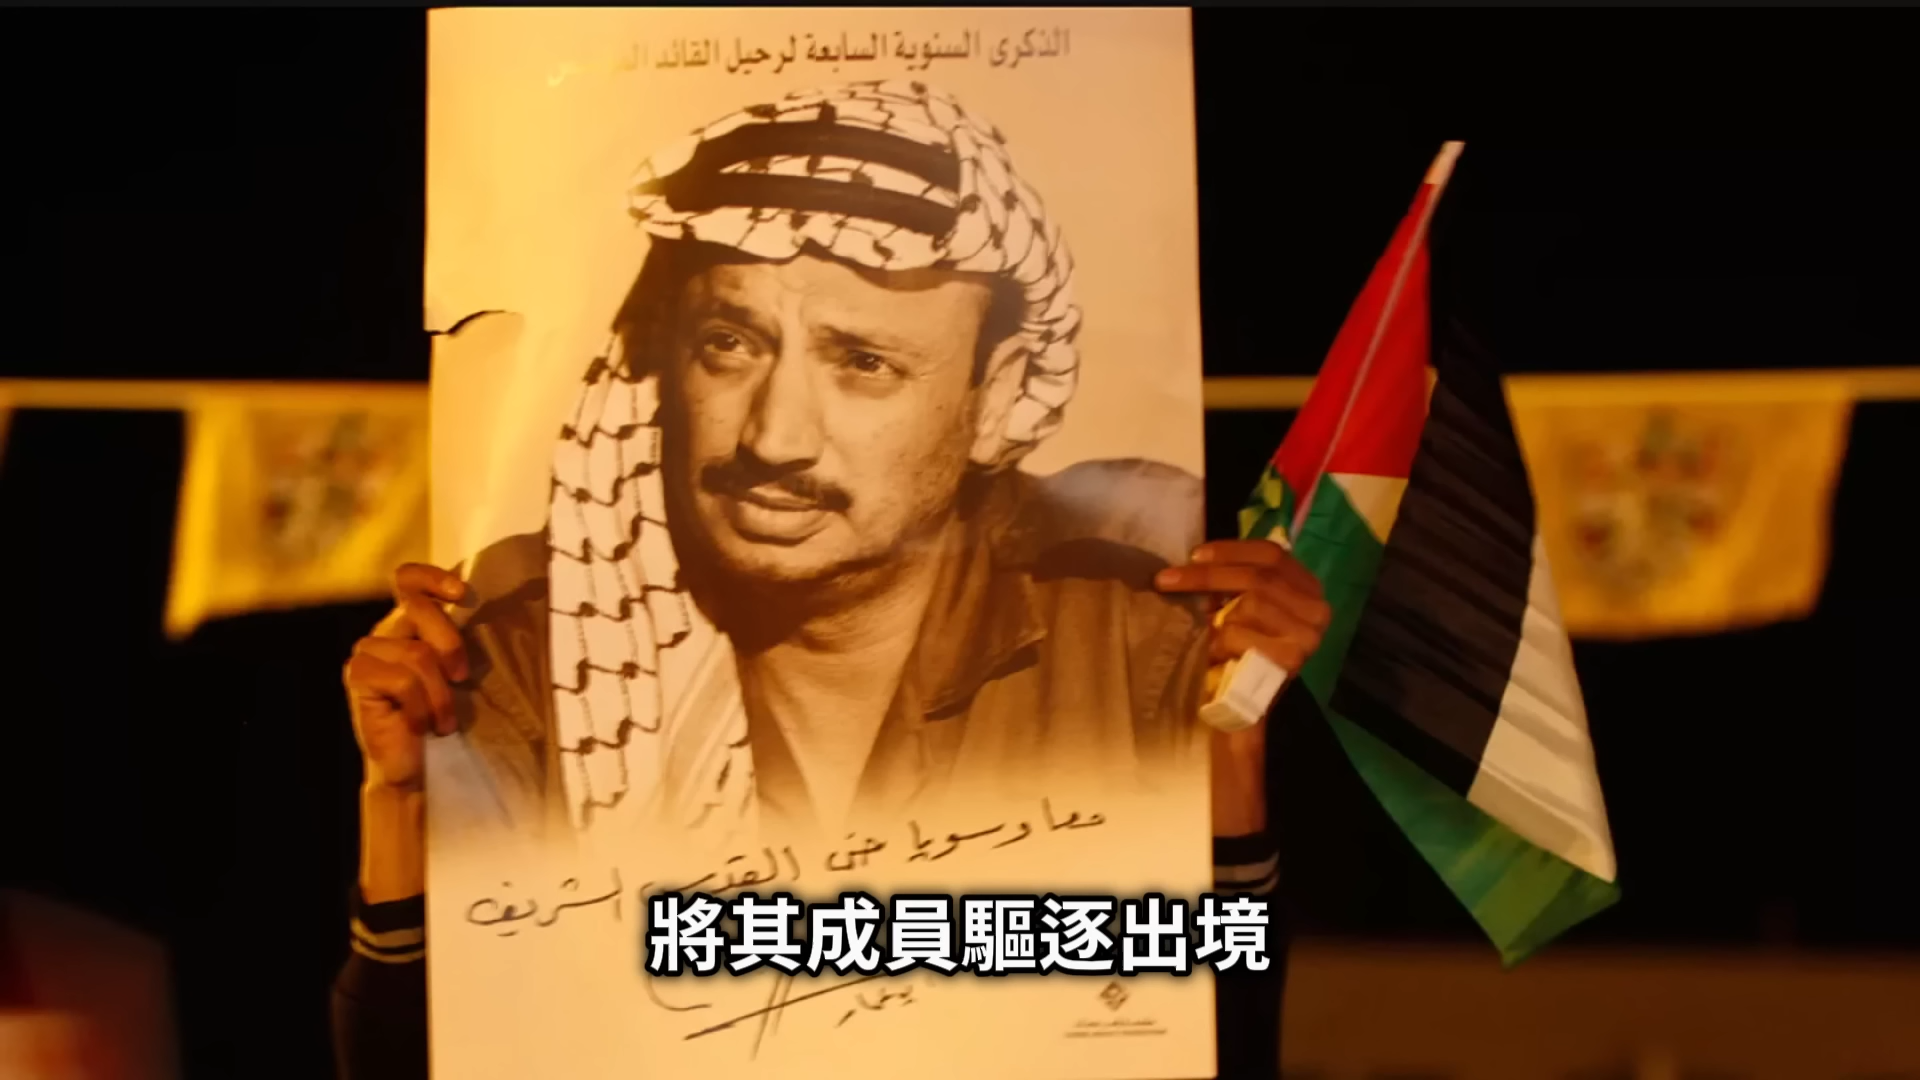 الذكرى السنوية السابعة لرحيل القائد
معا وسويا حتى القدس الشريف
將其成員驅逐出境